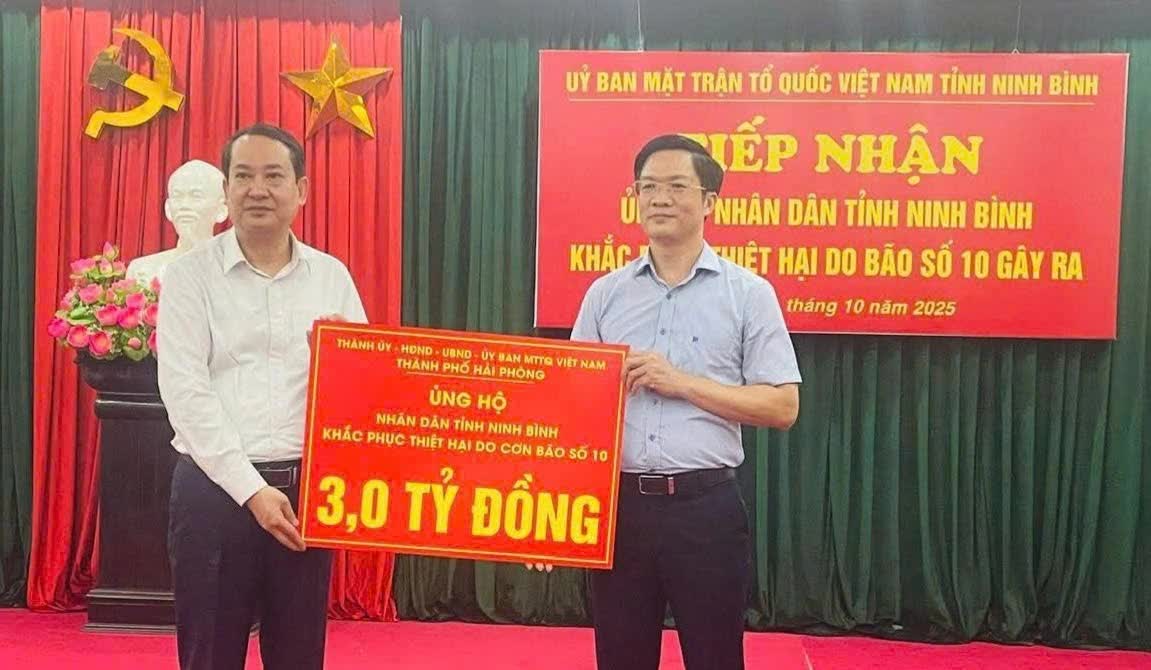 UỶ BAN MẶT TRẬN TỔ QUỐC VIỆT NAM TỈNH NINH BÌNH
TIẾP NHẬN
NHÂN DÂN TỈNH NINH BÌNH
KHẮC THIỆT HẠI DO BÃO SỐ 10 GÂY RA
tháng 10 năm 2025
THÀNH ỦY - HĐND - UBND - ỦY BAN MTTQ VIỆT NAM
THÀNH PHỐ HẢI PHÒNG
ỦNG HỘ
NHÂN DÂN TỈNH NINH BÌNH
KHẮC PHỤC THIỆT HẠI DO CƠN BÃO SỐ 10
3,0 TỶ ĐỒNG